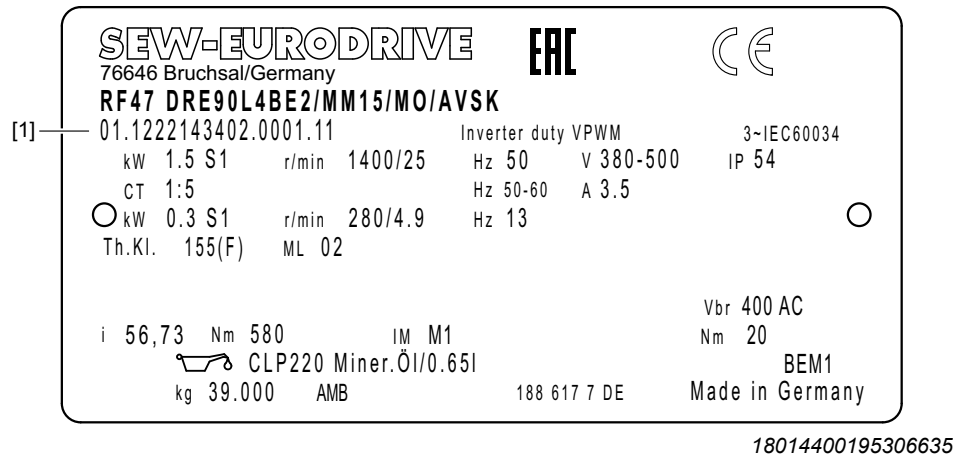 SEW-EURODRIVE EAC CE
76646 Bruchsal/Germany
RF47 DRE90L4BE2/MM15/MO/AVSK
[1] 01.1222143402.0001.11 Inverter duty VPWM 3~IEC60034
kW 1.5 S1 r/min 1400/25 Hz 50 V 380-500 IP 54
CT 1:5 Hz 50-60 A 3.5
kW 0.3 S1 r/min 280/4.9 Hz 13
Th.Kl. 155(F) ML 02
Vbr 400 AC
i 56,73 Nm 580 IM M1 Nm 20
CLP220 Miner.Öl/0.65l BEM1
kg 39.000 AMB 188 617 7 DE Made in Germany
18014400195306635